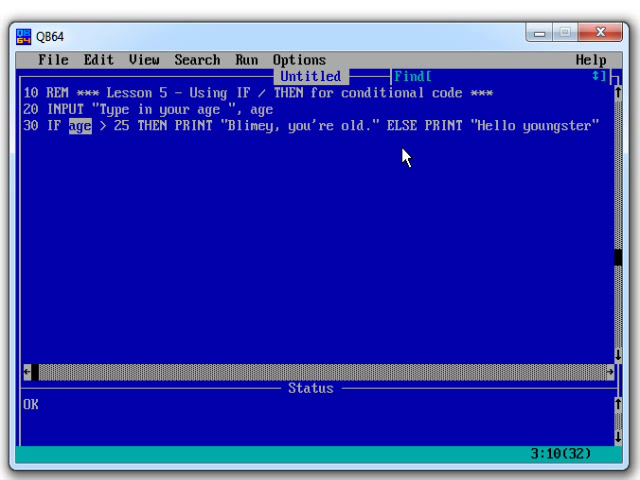 QB64
File Edit View Search Run Options Help
Untitled Find[ ]
10 REM *** Lesson 5 - Using IF / THEN for conditional code ***
20 INPUT "Type in your age ", age
30 IF age > 25 THEN PRINT "Blimey, you're old." ELSE PRINT "Hello youngster"
Status
OK
3:10(32)